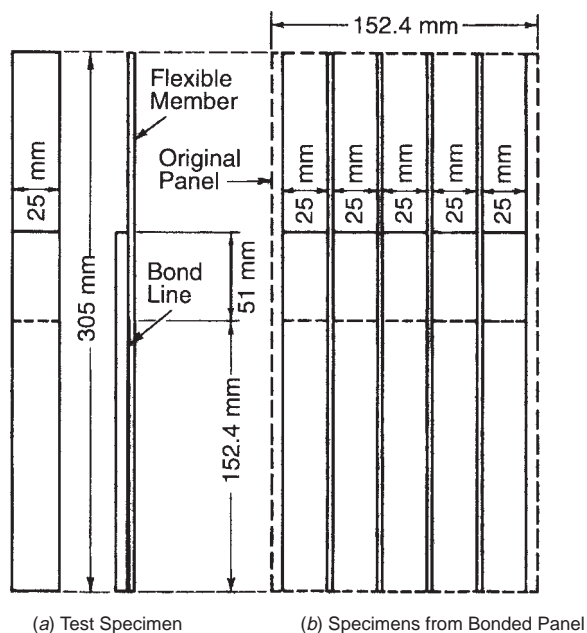 152.4 mm
Flexible
Member
Original
Panel
25 mm
25 mm
25 mm
25 mm
25 mm
25 mm
305 mm
Bond
Line
51 mm
152.4 mm
(a) Test Specimen
(b) Specimens from Bonded Panel